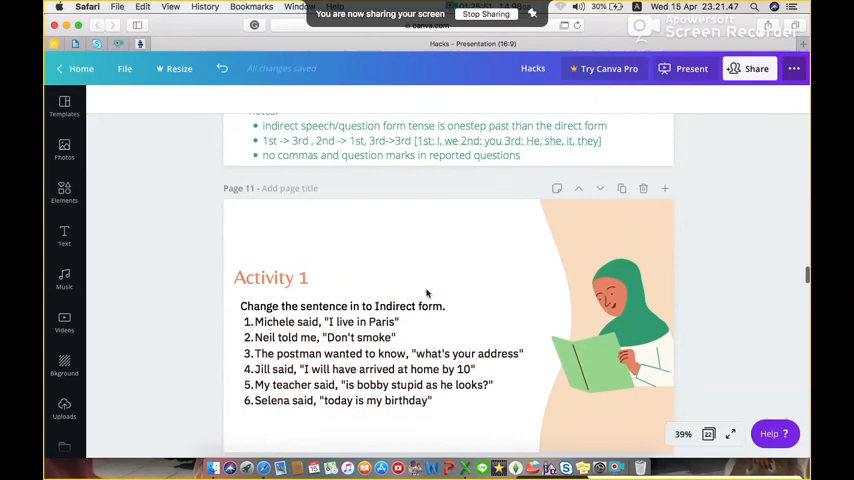 Safari File Edit View History Bookmarks Window
You are now sharing your screen Stop Sharing
30% Wed 15 Apr 23.21.47
Apowersoft
Screen Recorder
canva.com
Hacks - Presentation (16:9)
Home File Resize All changes saved Hacks Try Canva Pro Present Share
Templates
Photos
Elements
Text
Music
Videos
Bkground
Uploads
indirect speech/question form tense is onestep past than the direct form
1st -> 3rd , 2nd -> 1st, 3rd->3rd [1st: I, we 2nd: you 3rd: He, she, it, they]
no commas and question marks in reported questions
Page 11 - Add page title
Activity 1
Change the sentence in to Indirect form.
1. Michele said, "I live in Paris"
2. Neil told me, "Don't smoke"
3. The postman wanted to know, "what's your address"
4. Jill said, "I will have arrived at home by 10"
5. My teacher said, "is bobby stupid as he looks?"
6. Selena said, "today is my birthday"
39% 22 Help ?